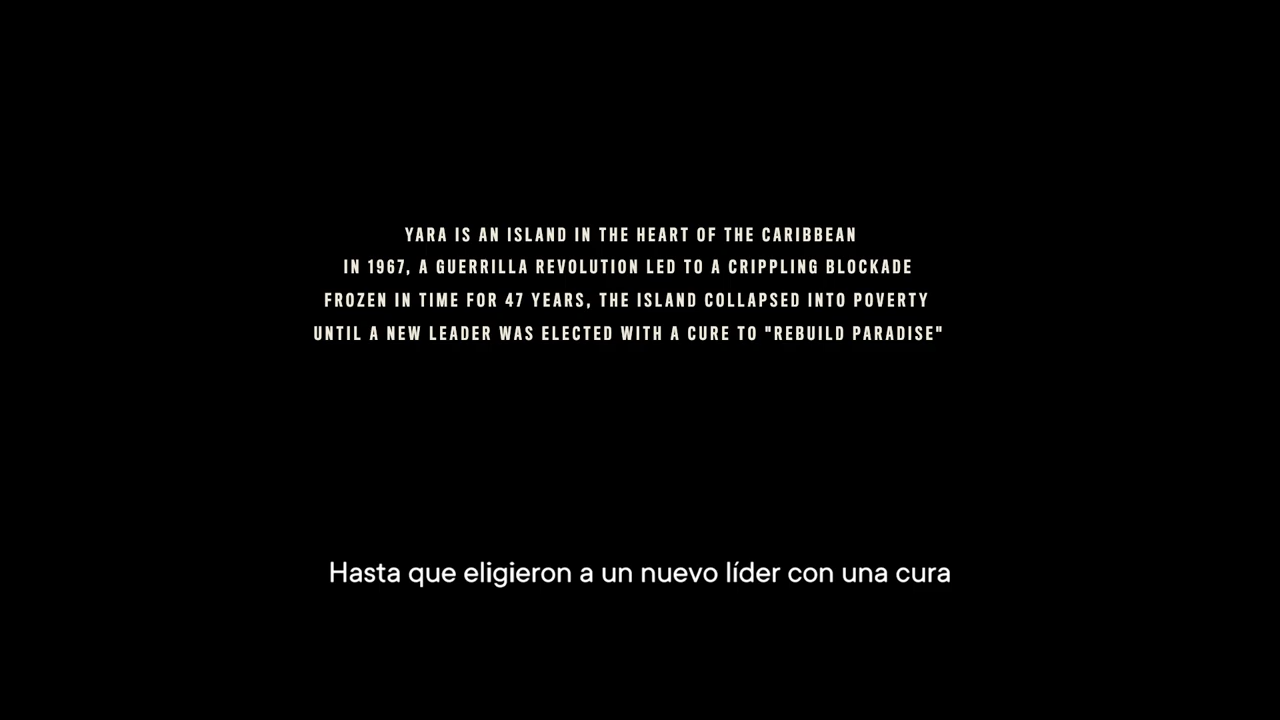 YARA IS AN ISLAND IN THE HEART OF THE CARIBBEAN
IN 1967, A GUERRILLA REVOLUTION LED TO A CRIPPLING BLOCKADE
FROZEN IN TIME FOR 47 YEARS, THE ISLAND COLLAPSED INTO POVERTY
UNTIL A NEW LEADER WAS ELECTED WITH A CURE TO "REBUILD PARADISE"
Hasta que eligieron a un nuevo líder con una cura